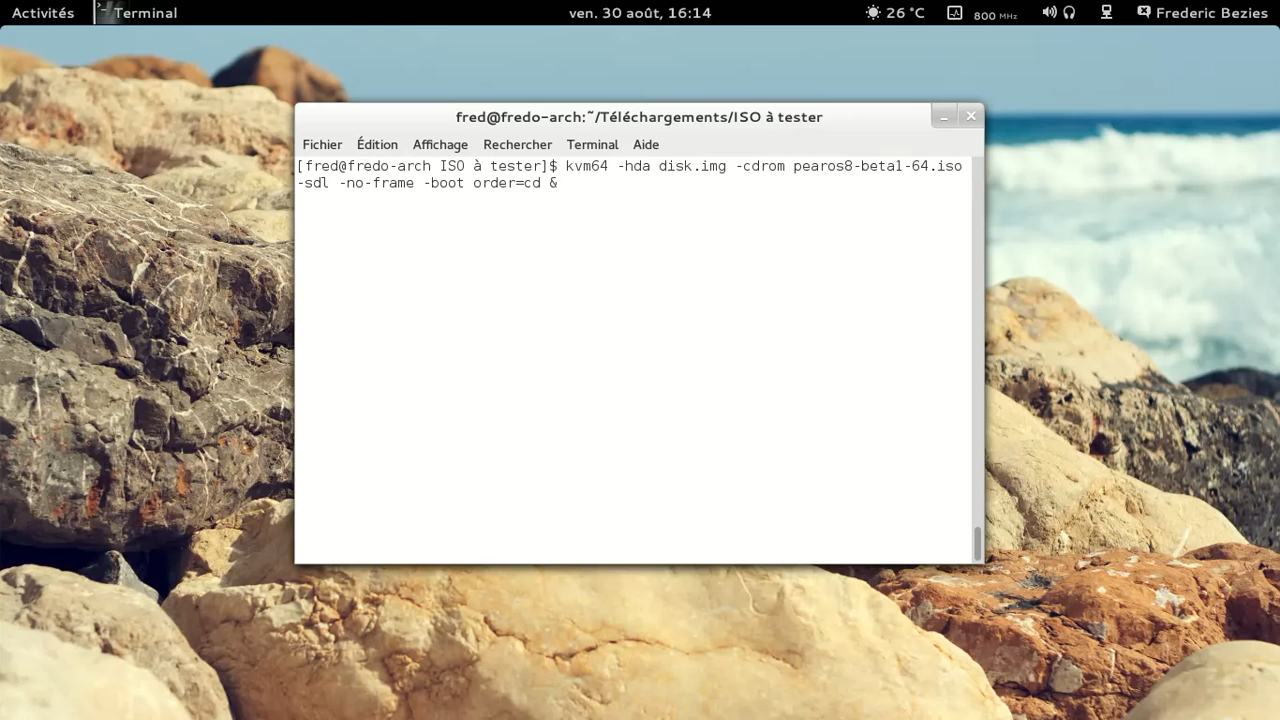 Activités Terminal ven. 30 août, 16:14 26 °C 800 MHz Frederic Bezies
fred@fredo-arch:~/Téléchargements/ISO à tester
Fichier Édition Affichage Rechercher Terminal Aide
[fred@fredo-arch ISO à tester]$ kvm64 -hda disk.img -cdrom pearos8-beta1-64.iso
-sdl -no-frame -boot order=cd &